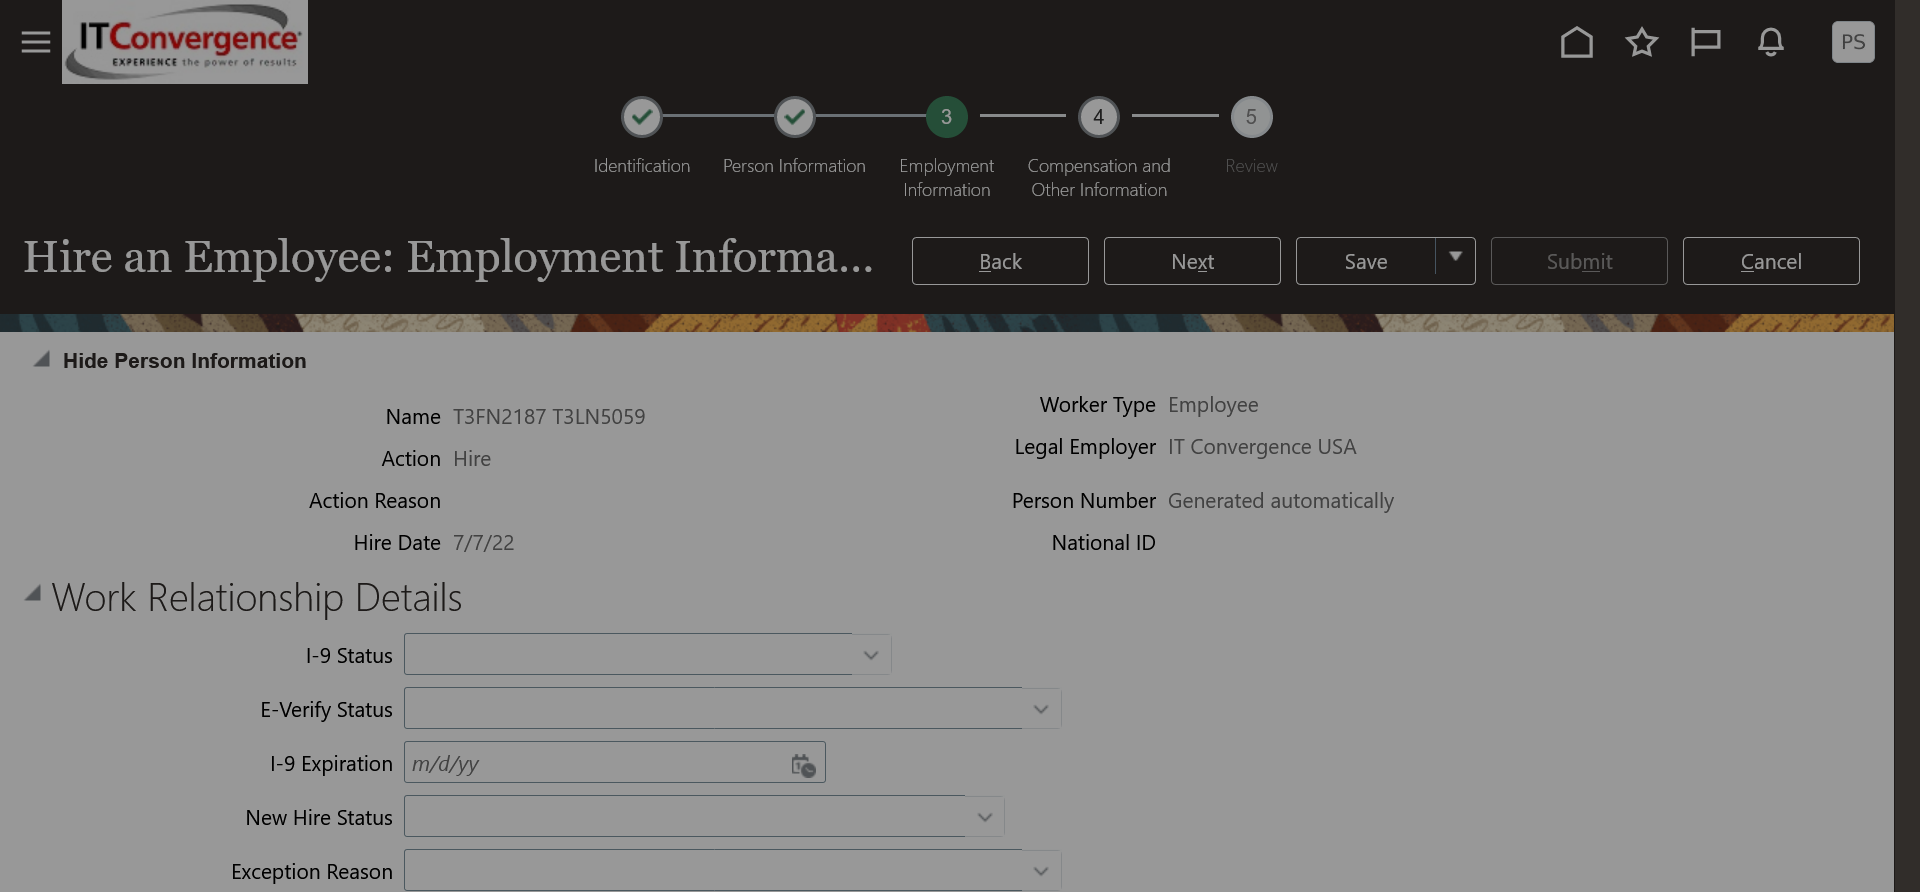 ITConvergence
EXPERIENCE the power of results
PS
3
4
5
Identification
Person Information
Employment Information
Compensation and Other Information
Review
Hire an Employee: Employment Informa...
Back
Next
Save
Submit
Cancel
Hide Person Information
Name T3FN2187 T3LN5059
Action Hire
Action Reason
Hire Date 7/7/22
Worker Type Employee
Legal Employer IT Convergence USA
Person Number Generated automatically
National ID
Work Relationship Details
I-9 Status
E-Verify Status
I-9 Expiration m/d/yy
New Hire Status
Exception Reason